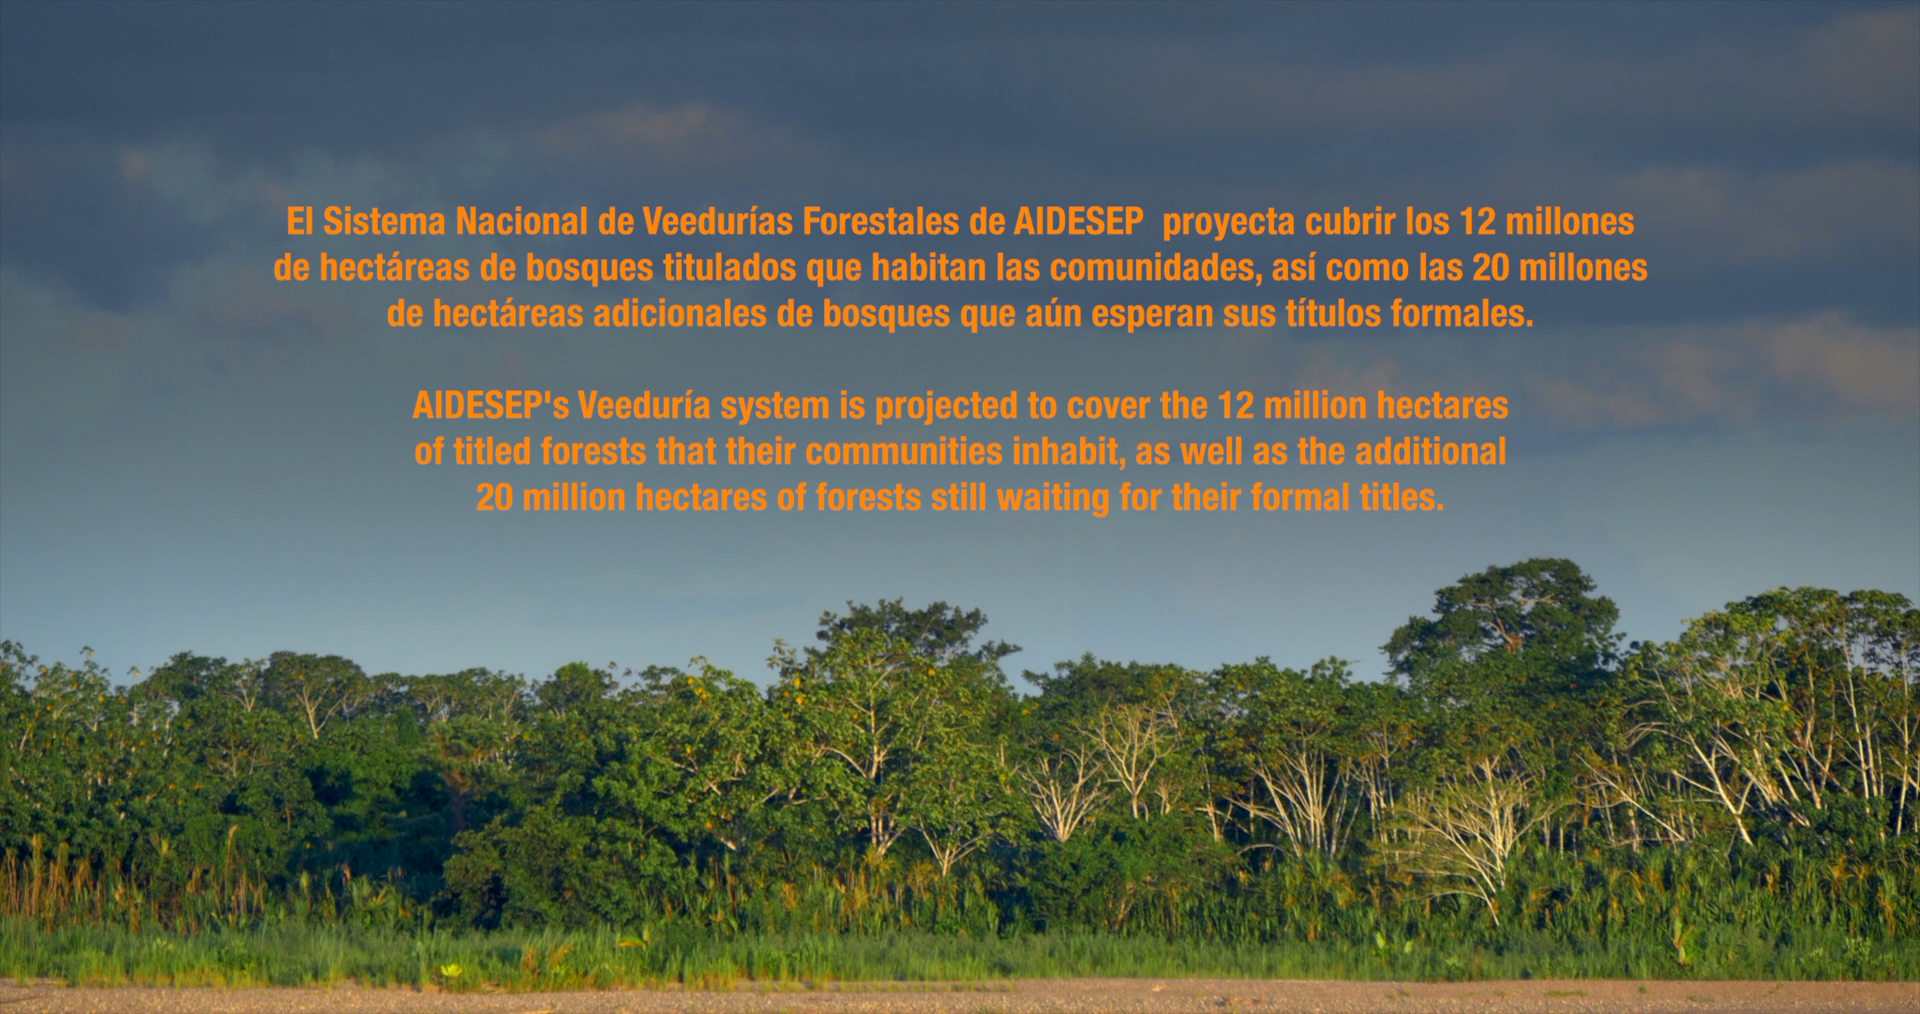 El Sistema Nacional de Veedurías Forestales de AIDESEP  proyecta cubrir los 12 millones
de hectáreas de bosques titulados que habitan las comunidades, así como las 20 millones
de hectáreas adicionales de bosques que aún esperan sus títulos formales.
AIDESEP's Veeduría system is projected to cover the 12 million hectares
of titled forests that their communities inhabit, as well as the additional
20 million hectares of forests still waiting for their formal titles.